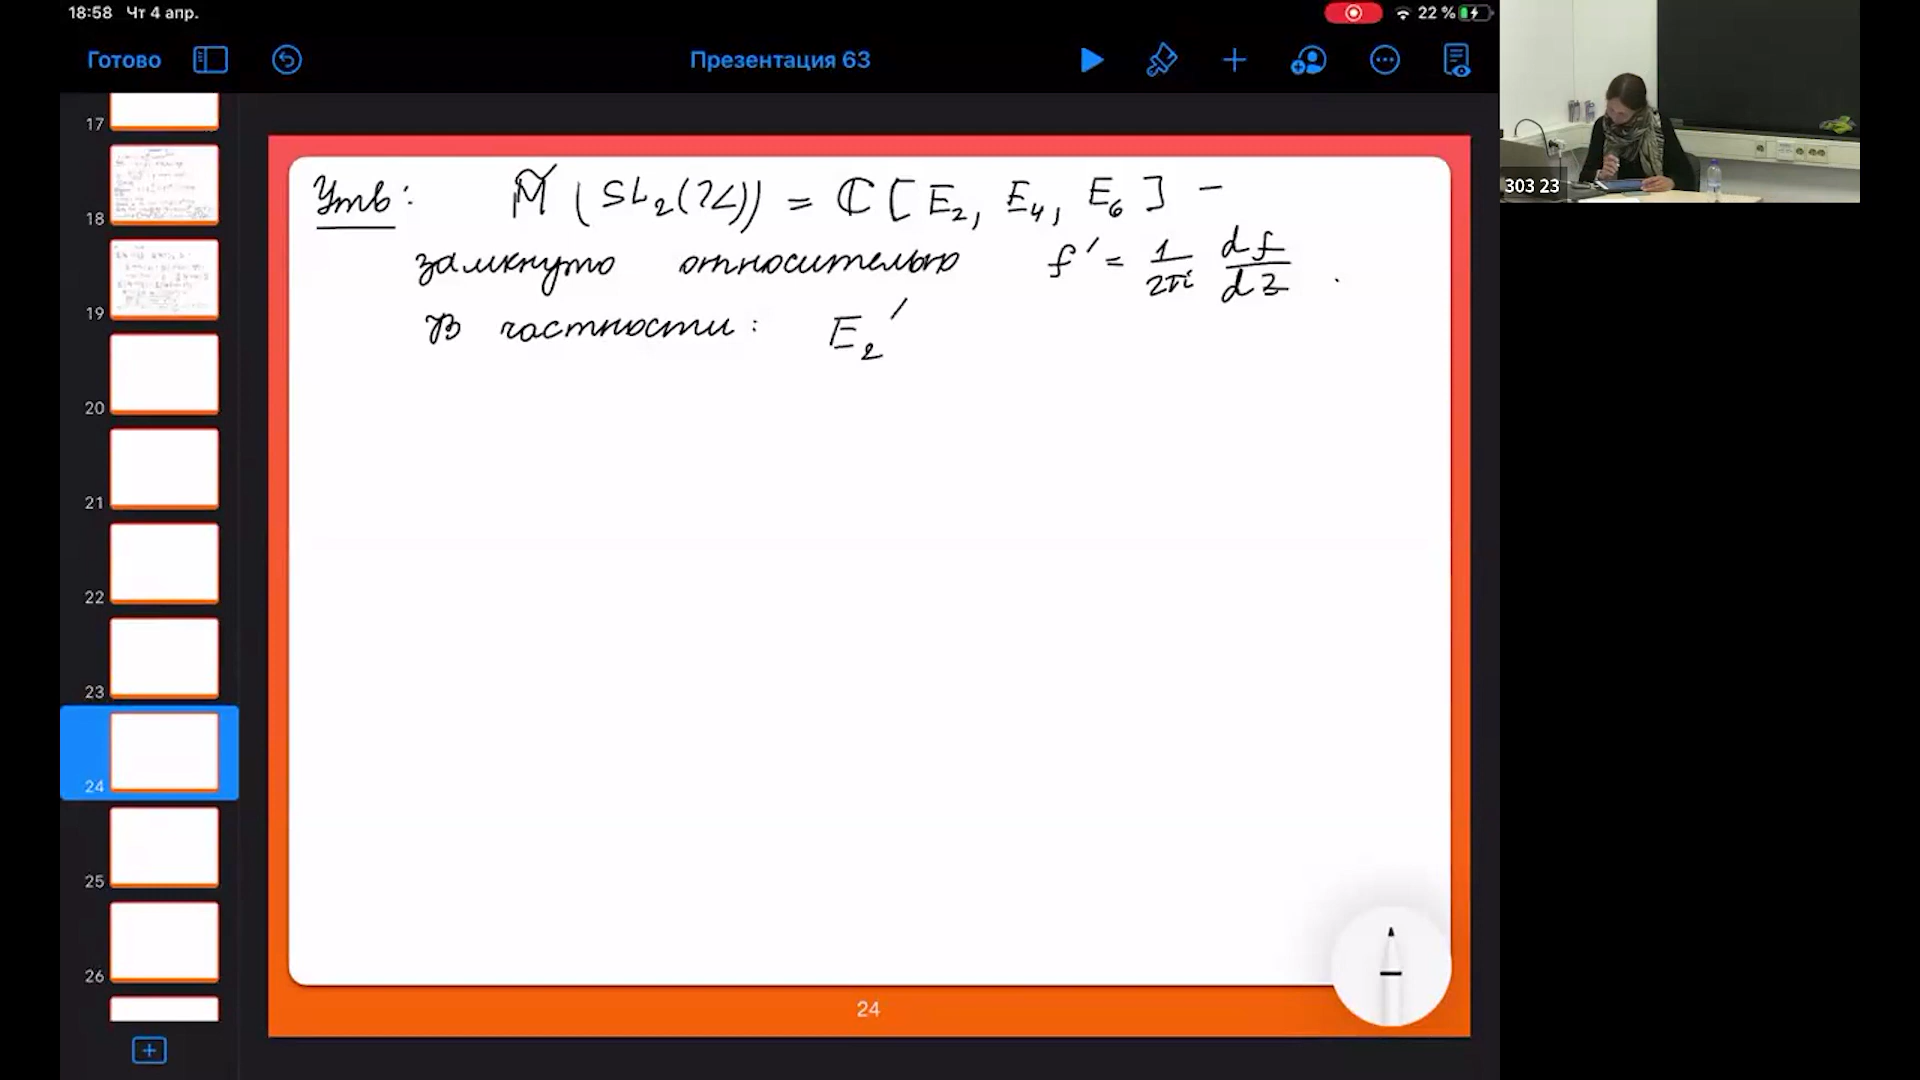 18:58 Чт 4 апр.
22 %
Готово
Презентация 63
17
18
19
20
21
22
23
24
25
26
Утв: M̃ (SL₂(ℤ)) = ℂ [E₂, E₄, E₆] –
замкнуто относительно f′ = 1/2πi df/dz .
В частности: E₂′
24
303 23